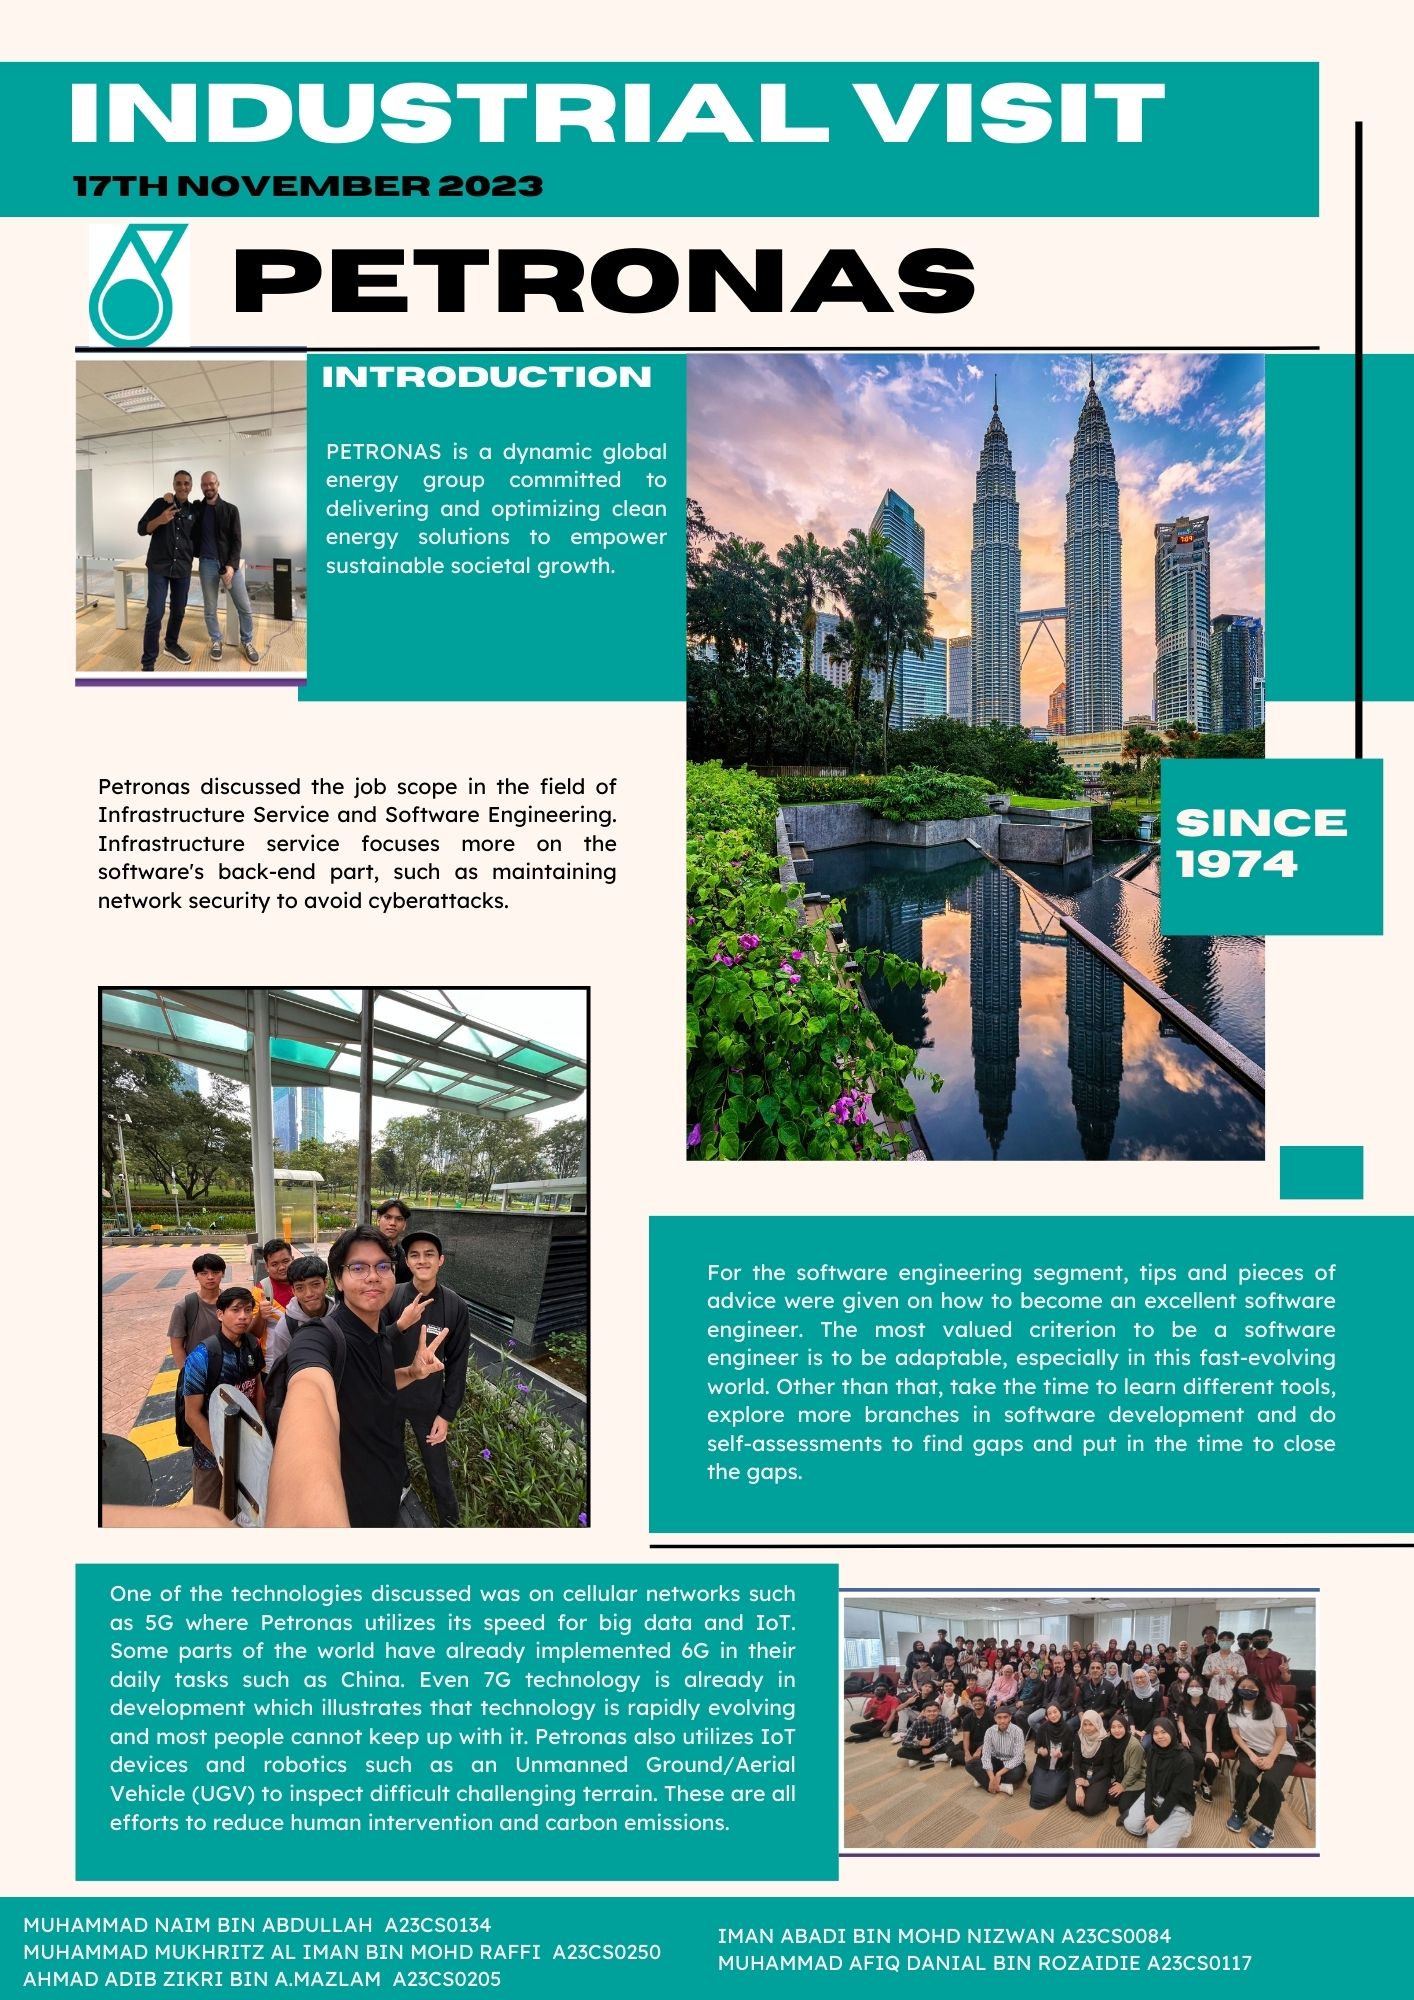 INDUSTRIAL VISIT
17TH NOVEMBER 2023
PETRONAS
INTRODUCTION
PETRONAS is a dynamic global
energy group committed to
delivering and optimizing clean
energy solutions to empower
sustainable societal growth.
7:09
Petronas discussed the job scope in the field of
Infrastructure Service and Software Engineering.
Infrastructure service focuses more on the
software's back-end part, such as maintaining
network security to avoid cyberattacks.
SINCE
1974
For the software engineering segment, tips and pieces of
advice were given on how to become an excellent software
engineer. The most valued criterion to be a software
engineer is to be adaptable, especially in this fast-evolving
world. Other than that, take the time to learn different tools,
explore more branches in software development and do
self-assessments to find gaps and put in the time to close
the gaps.
One of the technologies discussed was on cellular networks such
as 5G where Petronas utilizes its speed for big data and IoT.
Some parts of the world have already implemented 6G in their
daily tasks such as China. Even 7G technology is already in
development which illustrates that technology is rapidly evolving
and most people cannot keep up with it. Petronas also utilizes IoT
devices and robotics such as an Unmanned Ground/Aerial
Vehicle (UGV) to inspect difficult challenging terrain. These are all
efforts to reduce human intervention and carbon emissions.
MUHAMMAD NAIM BIN ABDULLAH A23CS0134
MUHAMMAD MUKHRITZ AL IMAN BIN MOHD RAFFI A23CS0250
AHMAD ADIB ZIKRI BIN A.MAZLAM A23CS0205
IMAN ABADI BIN MOHD NIZWAN A23CS0084
MUHAMMAD AFIQ DANIAL BIN ROZAIDIE A23CS0117